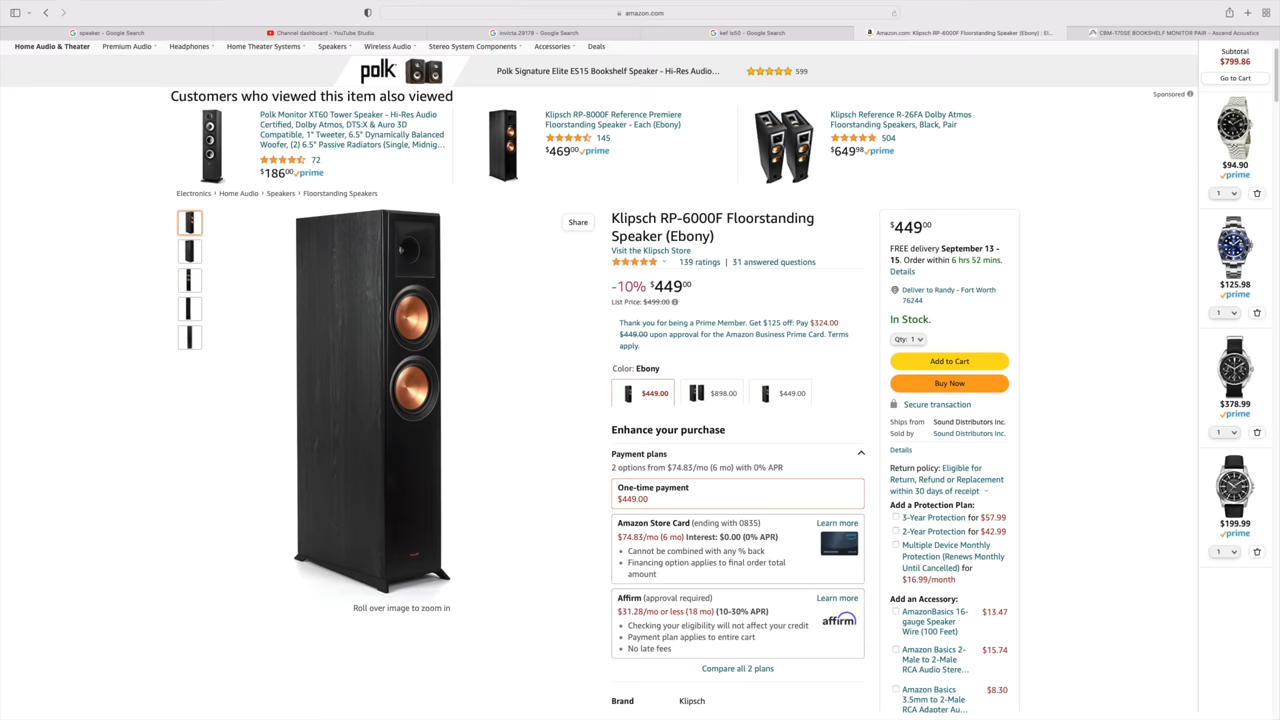 amazon.com
speaker - Google Search
Channel dashboard - YouTube Studio
invicta.29178 - Google Search
kef ls50 - Google Search
Amazon.com: Klipsch RP-6000F Floorstanding Speaker (Ebony) : El...
CBM-170SE BOOKSHELF MONITOR PAIR – Ascend Acoustics
Home Audio & Theater
Premium Audio
Headphones
Home Theater Systems
Speakers
Wireless Audio
Stereo System Components
Accessories
Deals
polk
Polk Signature Elite ES15 Bookshelf Speaker - Hi-Res Audio...
599
Customers who viewed this item also viewed
Sponsored
Polk Monitor XT60 Tower Speaker - Hi-Res Audio
Certified, Dolby Atmos, DTS:X & Auro 3D
Compatible, 1" Tweeter, 6.5" Dynamically Balanced
Woofer, (2) 6.5" Passive Radiators (Single, Midnig...
72
$186.00 prime
Klipsch RP-8000F Reference Premiere
Floorstanding Speaker - Each (Ebony)
145
$469.00 prime
Klipsch Reference R-26FA Dolby Atmos
Floorstanding Speakers, Black, Pair
504
$649.98 prime
Electronics › Home Audio › Speakers › Floorstanding Speakers
Roll over image to zoom in
Share
Klipsch RP-6000F Floorstanding
Speaker (Ebony)
Visit the Klipsch Store
139 ratings | 31 answered questions
-10% $449.00
List Price: $499.00
Thank you for being a Prime Member. Get $125 off: Pay $324.00
$449.00 upon approval for the Amazon Business Prime Card. Terms
apply.
Color: Ebony
$449.00
$898.00
$449.00
Enhance your purchase
Payment plans
2 options from $74.83/mo (6 mo) with 0% APR
One-time payment
$449.00
Amazon Store Card (ending with 0835)
Learn more
$74.83/mo (6 mo) Interest: $0.00 (0% APR)
• Cannot be combined with any % back
• Financing option applies to final order total
amount
Affirm (approval required)
Learn more
$31.28/mo or less (18 mo) (10-30% APR)
• Checking your eligibility will not affect your credit
• Payment plan applies to entire cart
• No late fees
affirm
Compare all 2 plans
Brand
Klipsch
$449.00
FREE delivery September 13 -
15. Order within 6 hrs 52 mins.
Details
Deliver to Randy - Fort Worth
76244
In Stock.
Qty: 1
Add to Cart
Buy Now
Secure transaction
Ships from Sound Distributors Inc.
Sold by Sound Distributors Inc.
Details
Return policy: Eligible for
Return, Refund or Replacement
within 30 days of receipt
Add a Protection Plan:
3-Year Protection for $57.99
2-Year Protection for $42.99
Multiple Device Monthly
Protection (Renews Monthly
Until Cancelled) for
$16.99/month
Add an Accessory:
AmazonBasics 16-
gauge Speaker
Wire (100 Feet)
$13.47
Amazon Basics 2-
Male to 2-Male
RCA Audio Stere...
$15.74
Amazon Basics
3.5mm to 2-Male
RCA Adapter Au...
$8.30
Subtotal
$799.86
Go to Cart
$94.90
prime
1
$125.98
prime
1
$378.99
prime
1
$199.99
prime
1